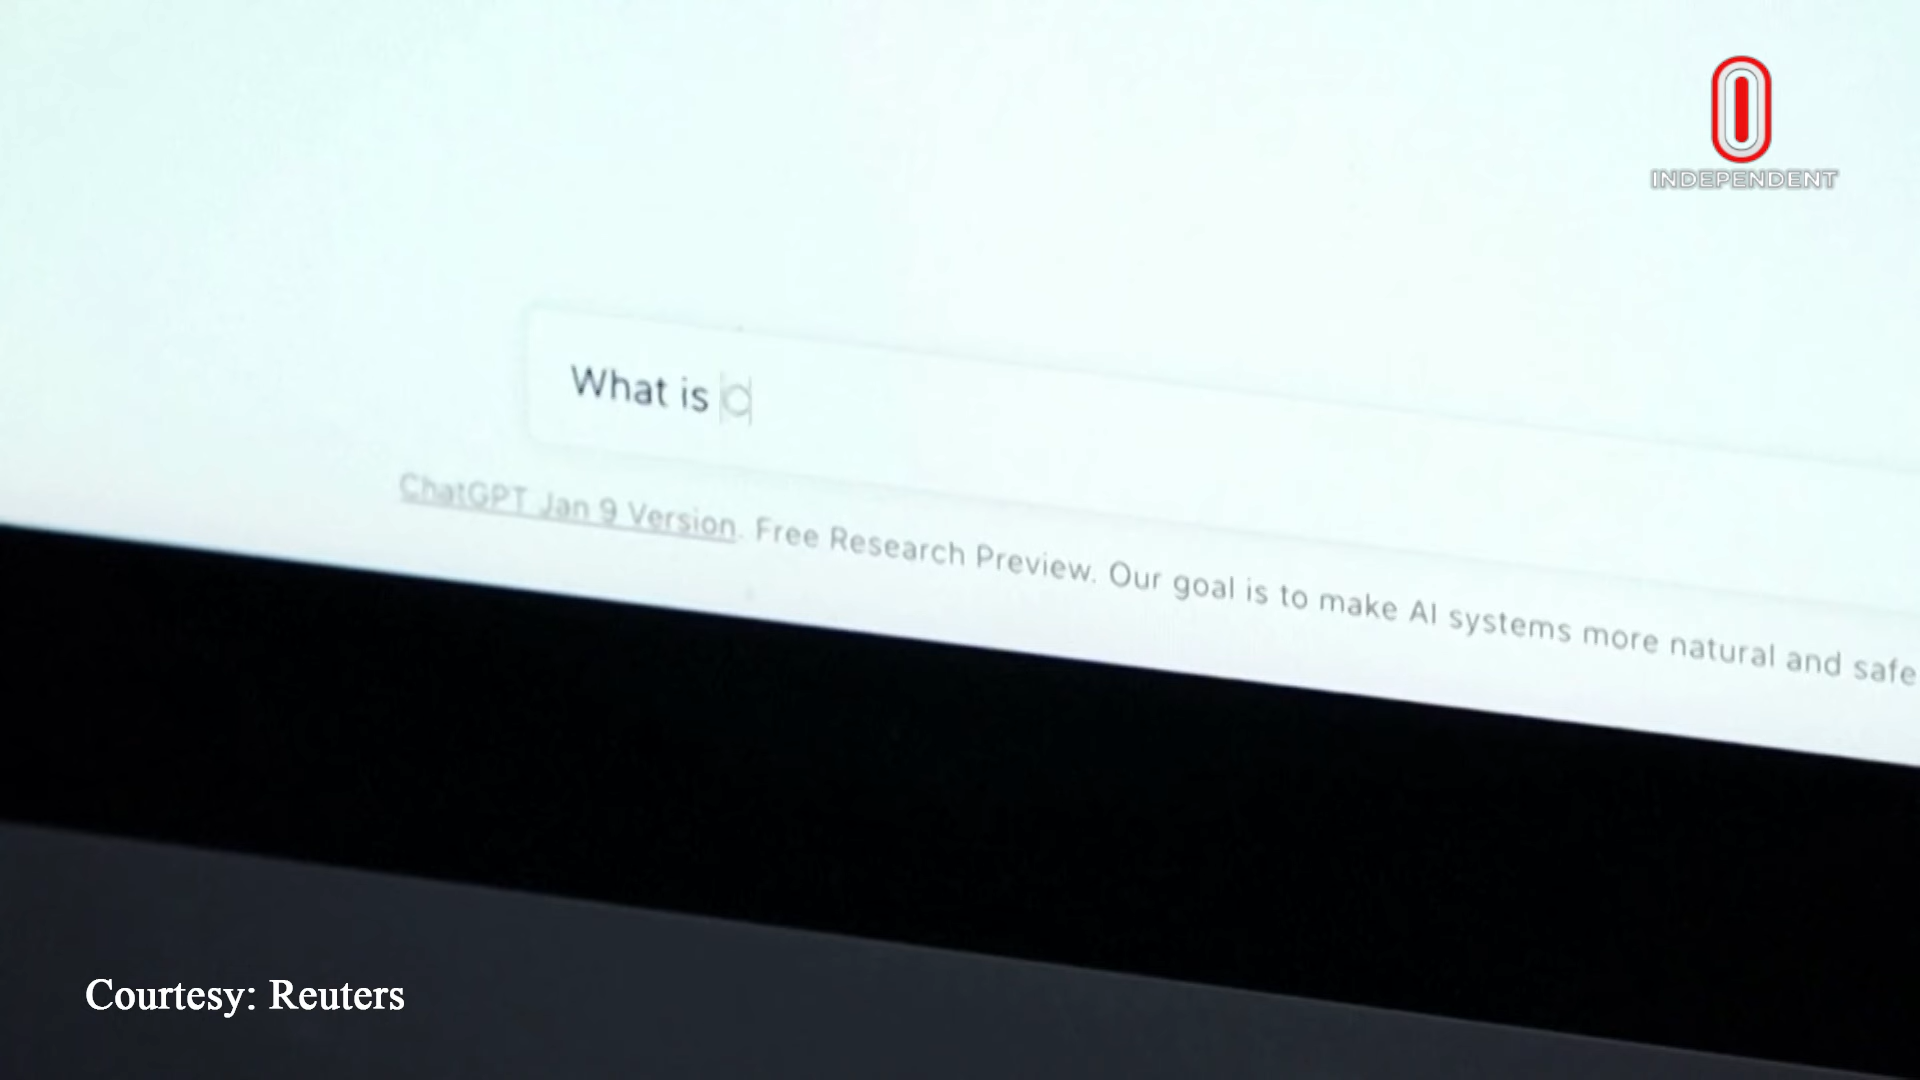 INDEPENDENT
What is
ChatGPT Jan 9 Version. Free Research Preview. Our goal is to make AI systems more natural and safe
Courtesy: Reuters